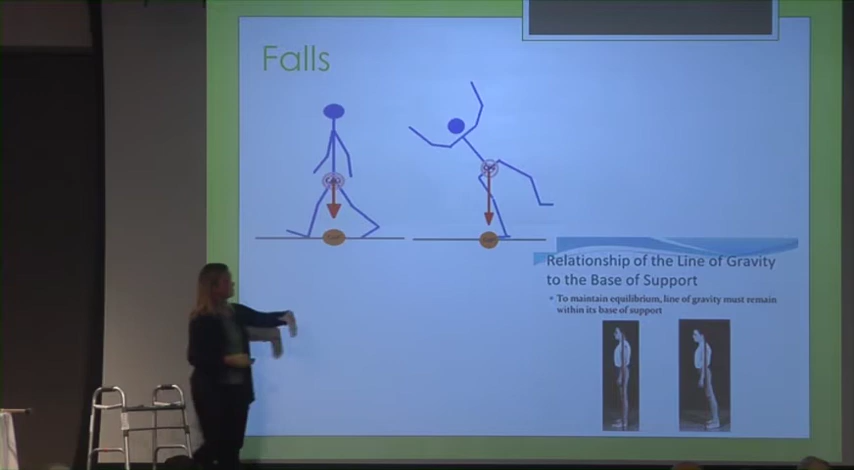 Falls
Relationship of the Line of Gravity
to the Base of Support
• To maintain equilibrium, line of gravity must remain
within its base of support